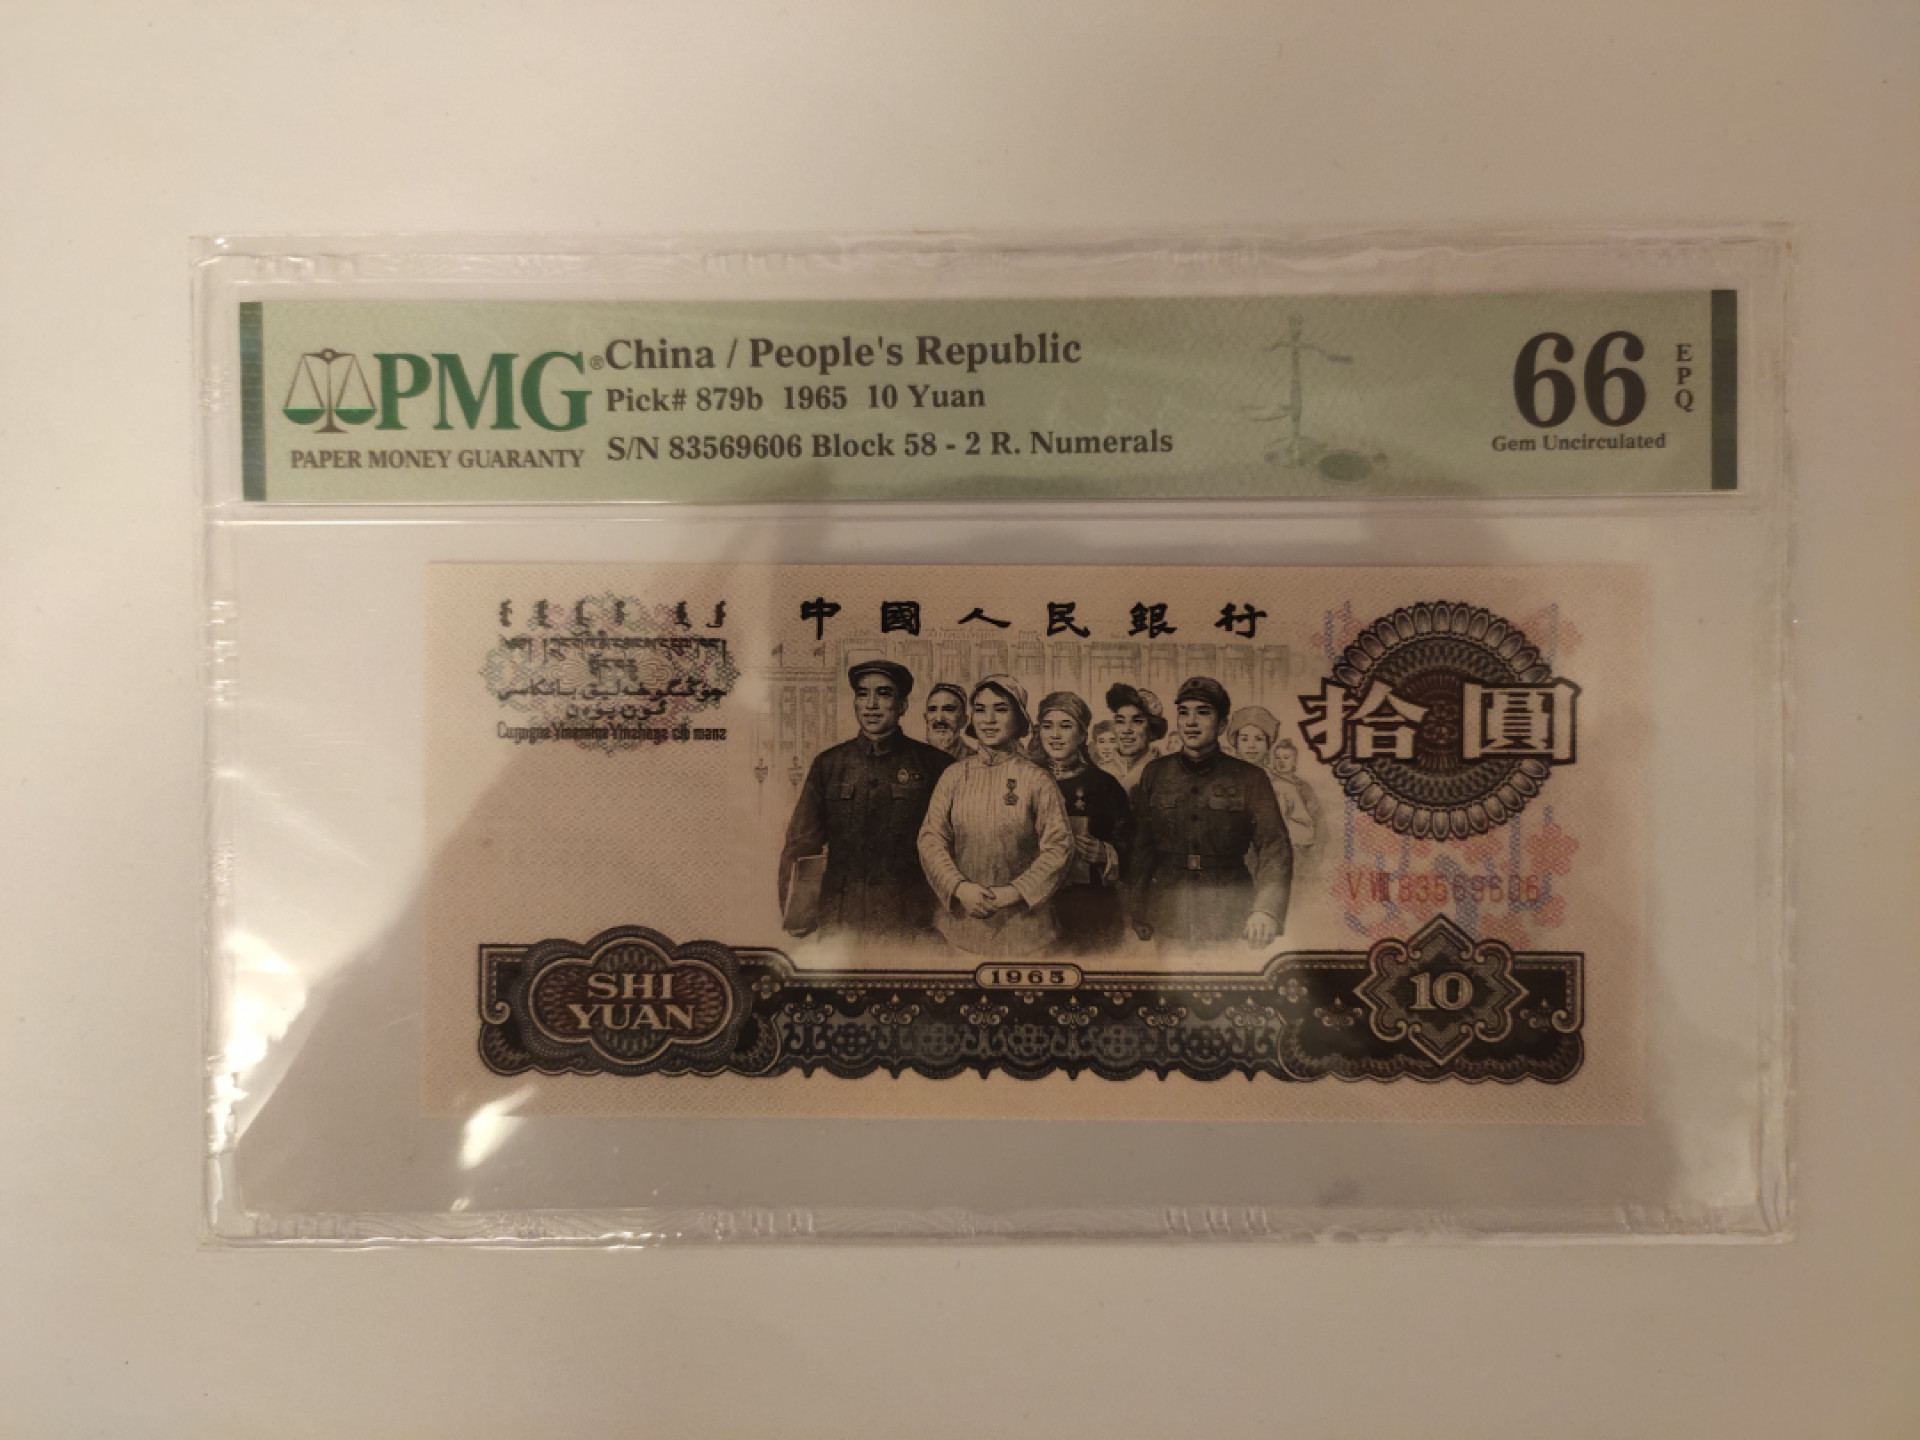 PMG®
PAPER MONEY GUARANTY
China / People's Republic
Pick# 879b 1965 10 Yuan
S/N 83569606 Block 58 - 2 R. Numerals
66
EPQ
Gem Uncirculated
中國人民銀行
拾圓
83569606
1965
SHI
YUAN
10